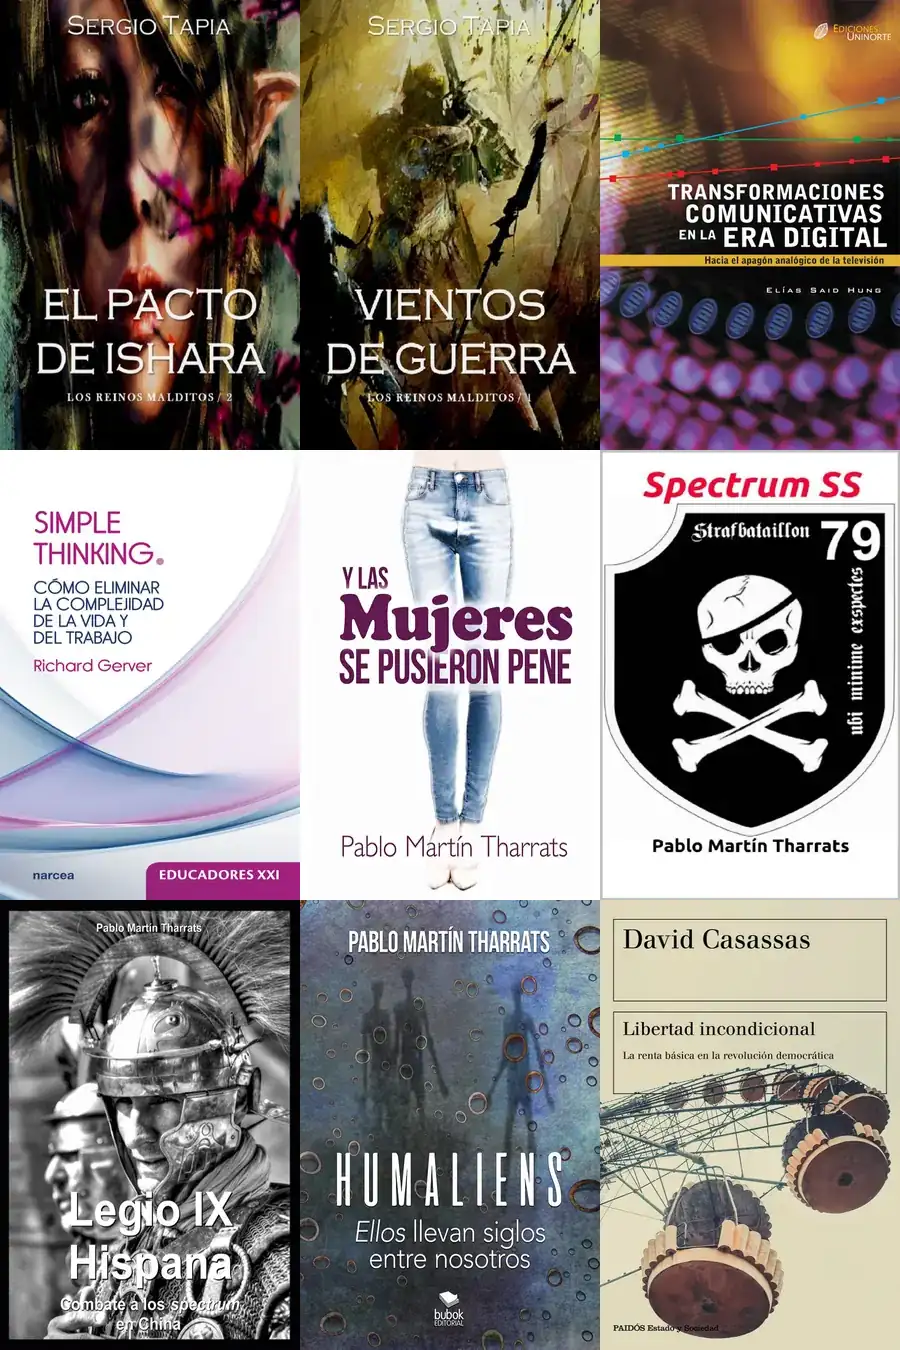 SERGIO TAPIA
EL PACTO
DE ISHARA
LOS REINOS MALDITOS / 2
SERGIO TAPIA
VIENTOS
DE GUERRA
LOS REINOS MALDITOS / 1
EDICIONES
UNINORTE
TRANSFORMACIONES
COMUNICATIVAS
EN LA ERA DIGITAL
Hacia el apagón analógico de la televisión
ELÍAS SAID HUNG
SIMPLE
THINKING.
CÓMO ELIMINAR
LA COMPLEJIDAD
DE LA VIDA Y
DEL TRABAJO
Richard Gerver
narcea
EDUCADORES XXI
Y LAS
Mujeres
SE PUSIERON PENE
Pablo Martín Tharrats
Spectrum SS
Strafbataillon 79
ubi minime exspectes
Pablo Martín Tharrats
Pablo Martín Tharrats
Legio IX
Hispana
Combate a los spectrum
en China
PABLO MARTÍN THARRATS
HUMALIENS
Ellos llevan siglos
entre nosotros
bubok
EDITORIAL
David Casassas
Libertad incondicional
La renta básica en la revolución democrática
PAIDÓS Estado y Sociedad